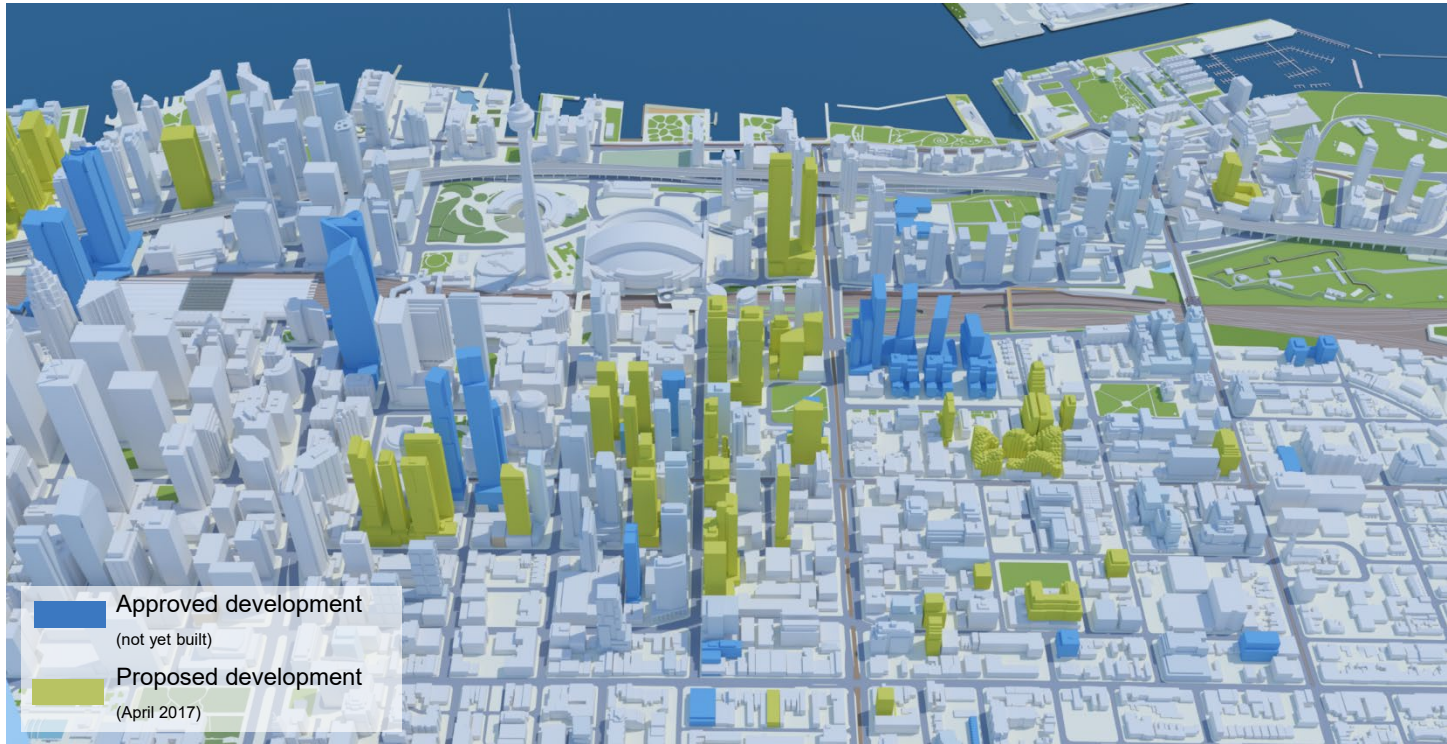 Approved development
(not yet built)
Proposed development
(April 2017)